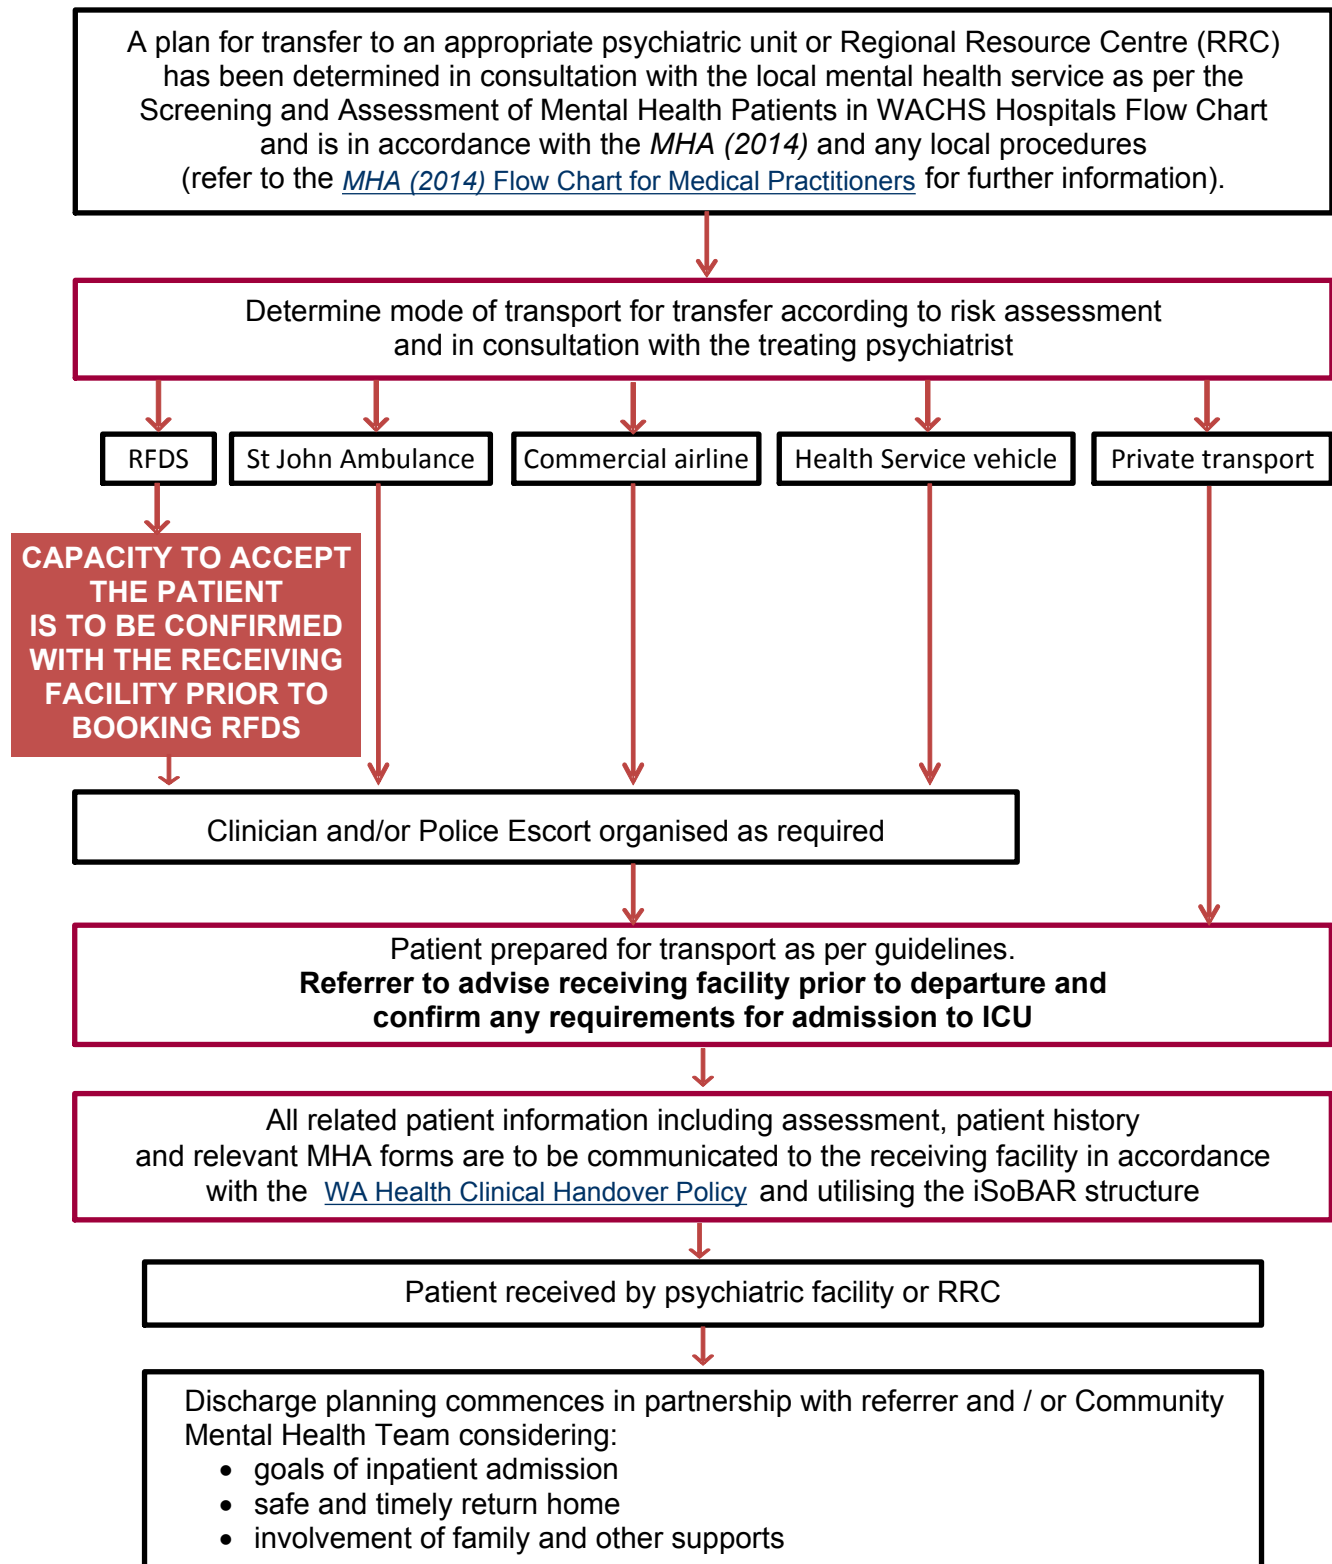 A plan for transfer to an appropriate psychiatric unit or Regional Resource Centre (RRC)
has been determined in consultation with the local mental health service as per the
Screening and Assessment of Mental Health Patients in WACHS Hospitals Flow Chart
and is in accordance with the MHA (2014) and any local procedures
(refer to the MHA (2014) Flow Chart for Medical Practitioners for further information).
Determine mode of transport for transfer according to risk assessment
and in consultation with the treating psychiatrist
RFDS
St John Ambulance
Commercial airline
Health Service vehicle
Private transport
CAPACITY TO ACCEPT
THE PATIENT
IS TO BE CONFIRMED
WITH THE RECEIVING
FACILITY PRIOR TO
BOOKING RFDS
Clinician and/or Police Escort organised as required
Patient prepared for transport as per guidelines.
Referrer to advise receiving facility prior to departure and
confirm any requirements for admission to ICU
All related patient information including assessment, patient history
and relevant MHA forms are to be communicated to the receiving facility in accordance
with the WA Health Clinical Handover Policy and utilising the iSoBAR structure
Patient received by psychiatric facility or RRC
Discharge planning commences in partnership with referrer and / or Community
Mental Health Team considering:
• goals of inpatient admission
• safe and timely return home
• involvement of family and other supports